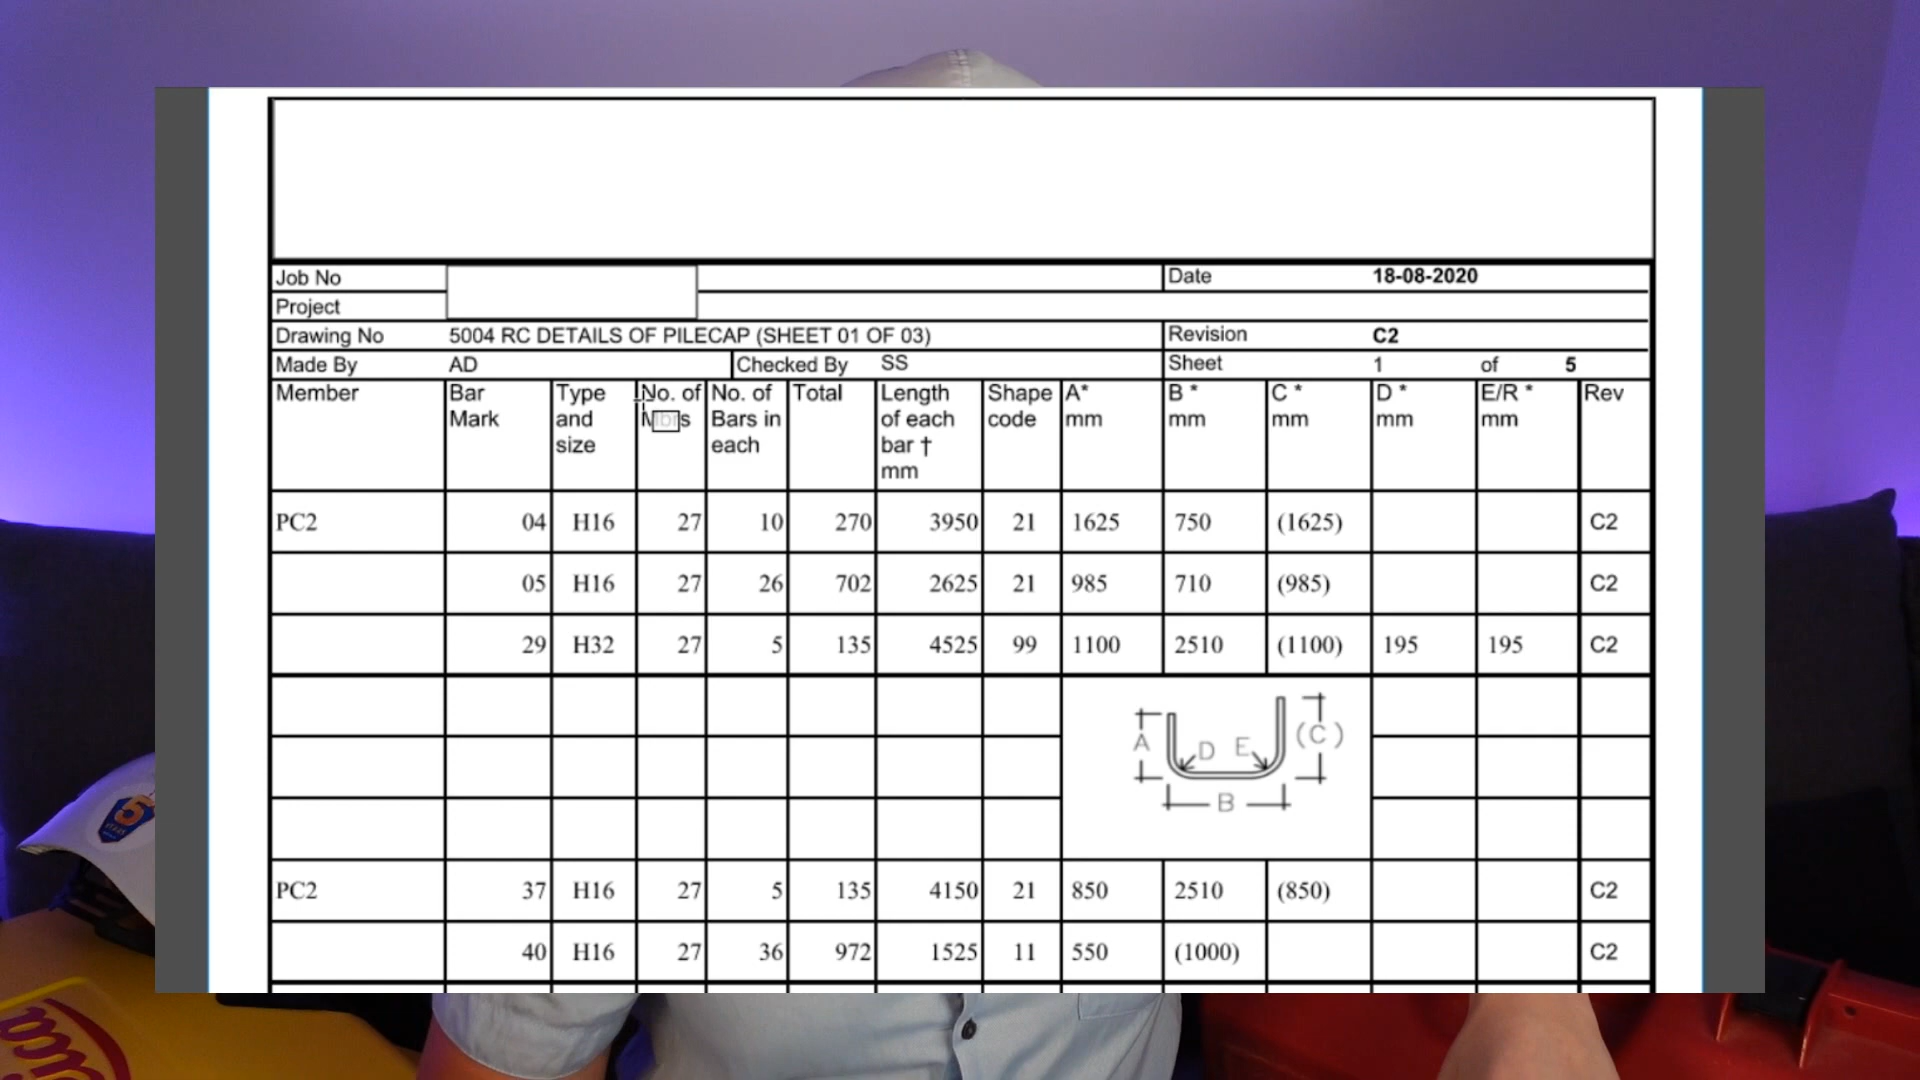 Job No
Date 18-08-2020
Project
Drawing No 5004 RC DETAILS OF PILECAP (SHEET 01 OF 03) Revision C2
Made By AD Checked By SS Sheet 1 of 5
Member Bar Mark Type and size No. of Mbrs No. of Bars in each Total Length of each bar † mm Shape code A* mm B * mm C * mm D * mm E/R * mm Rev
PC2 04 H16 27 10 270 3950 21 1625 750 (1625) C2
05 H16 27 26 702 2625 21 985 710 (985) C2
29 H32 27 5 135 4525 99 1100 2510 (1100) 195 195 C2
A D E (C)
B
PC2 37 H16 27 5 135 4150 21 850 2510 (850) C2
40 H16 27 36 972 1525 11 550 (1000) C2
5